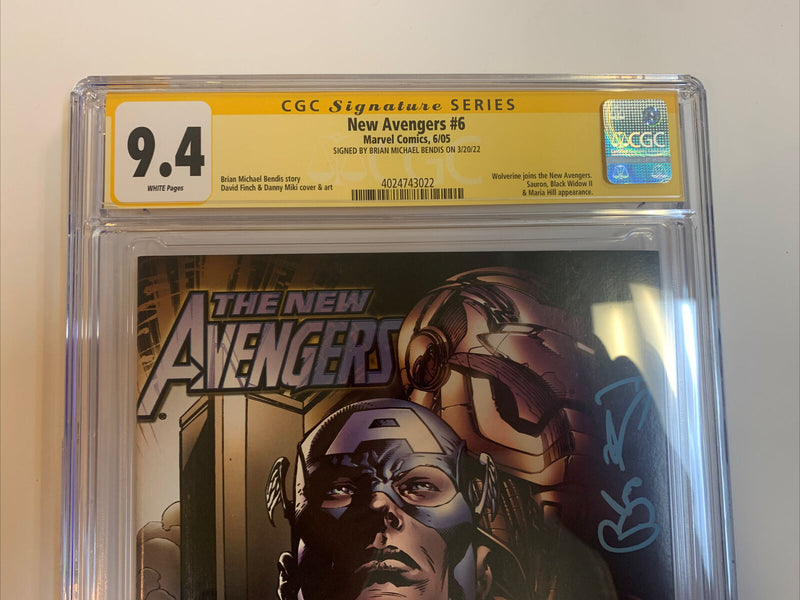 CGC Signature SERIES
New Avengers #6
Marvel Comics, 6/05
SIGNED BY BRIAN MICHAEL BENDIS ON 3/20/22
9.4
WHITE Pages
Brian Michael Bendis story
David Finch & Danny Miki cover & art
4024743022
Wolverine joins the New Avengers.
Sauron, Black Widow II
& Maria Hill appearance.
CGC
THE NEW
AVENGERS
A